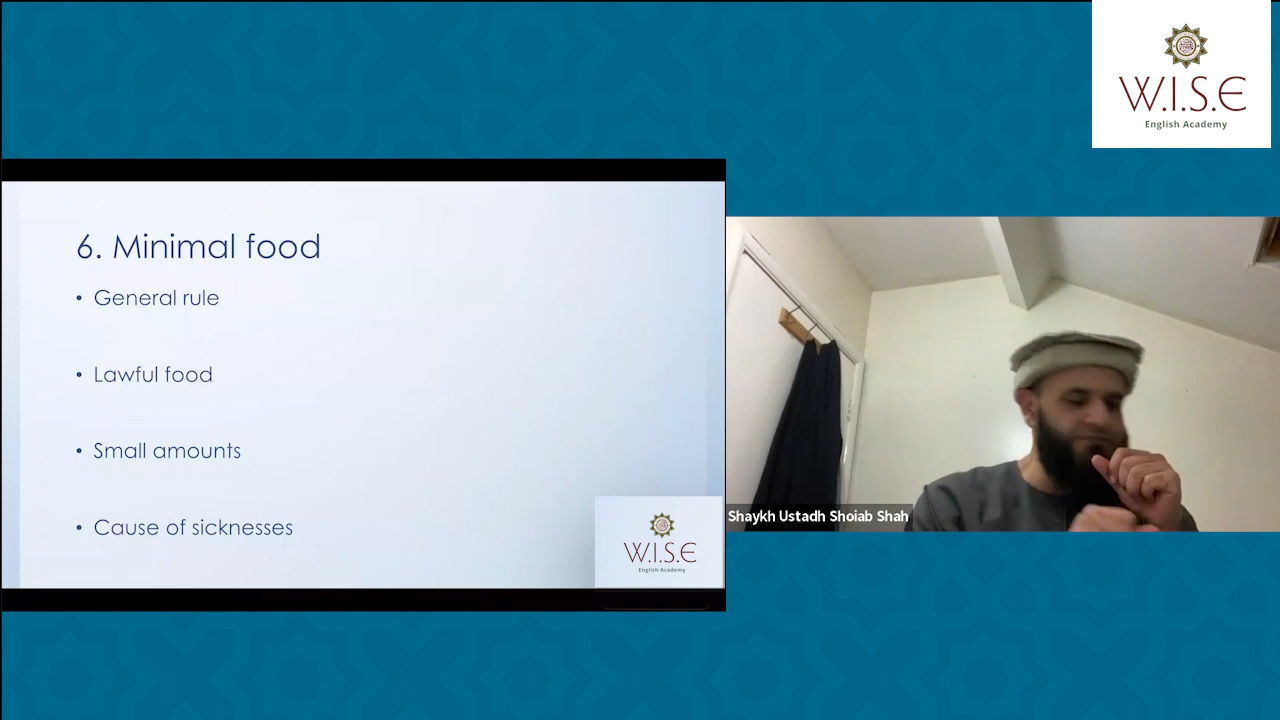 W.I.S.E
English Academy
6. Minimal food
• General rule
• Lawful food
• Small amounts
• Cause of sicknesses
W.I.S.E
English Academy
Shaykh Ustadh Shoiab Shah